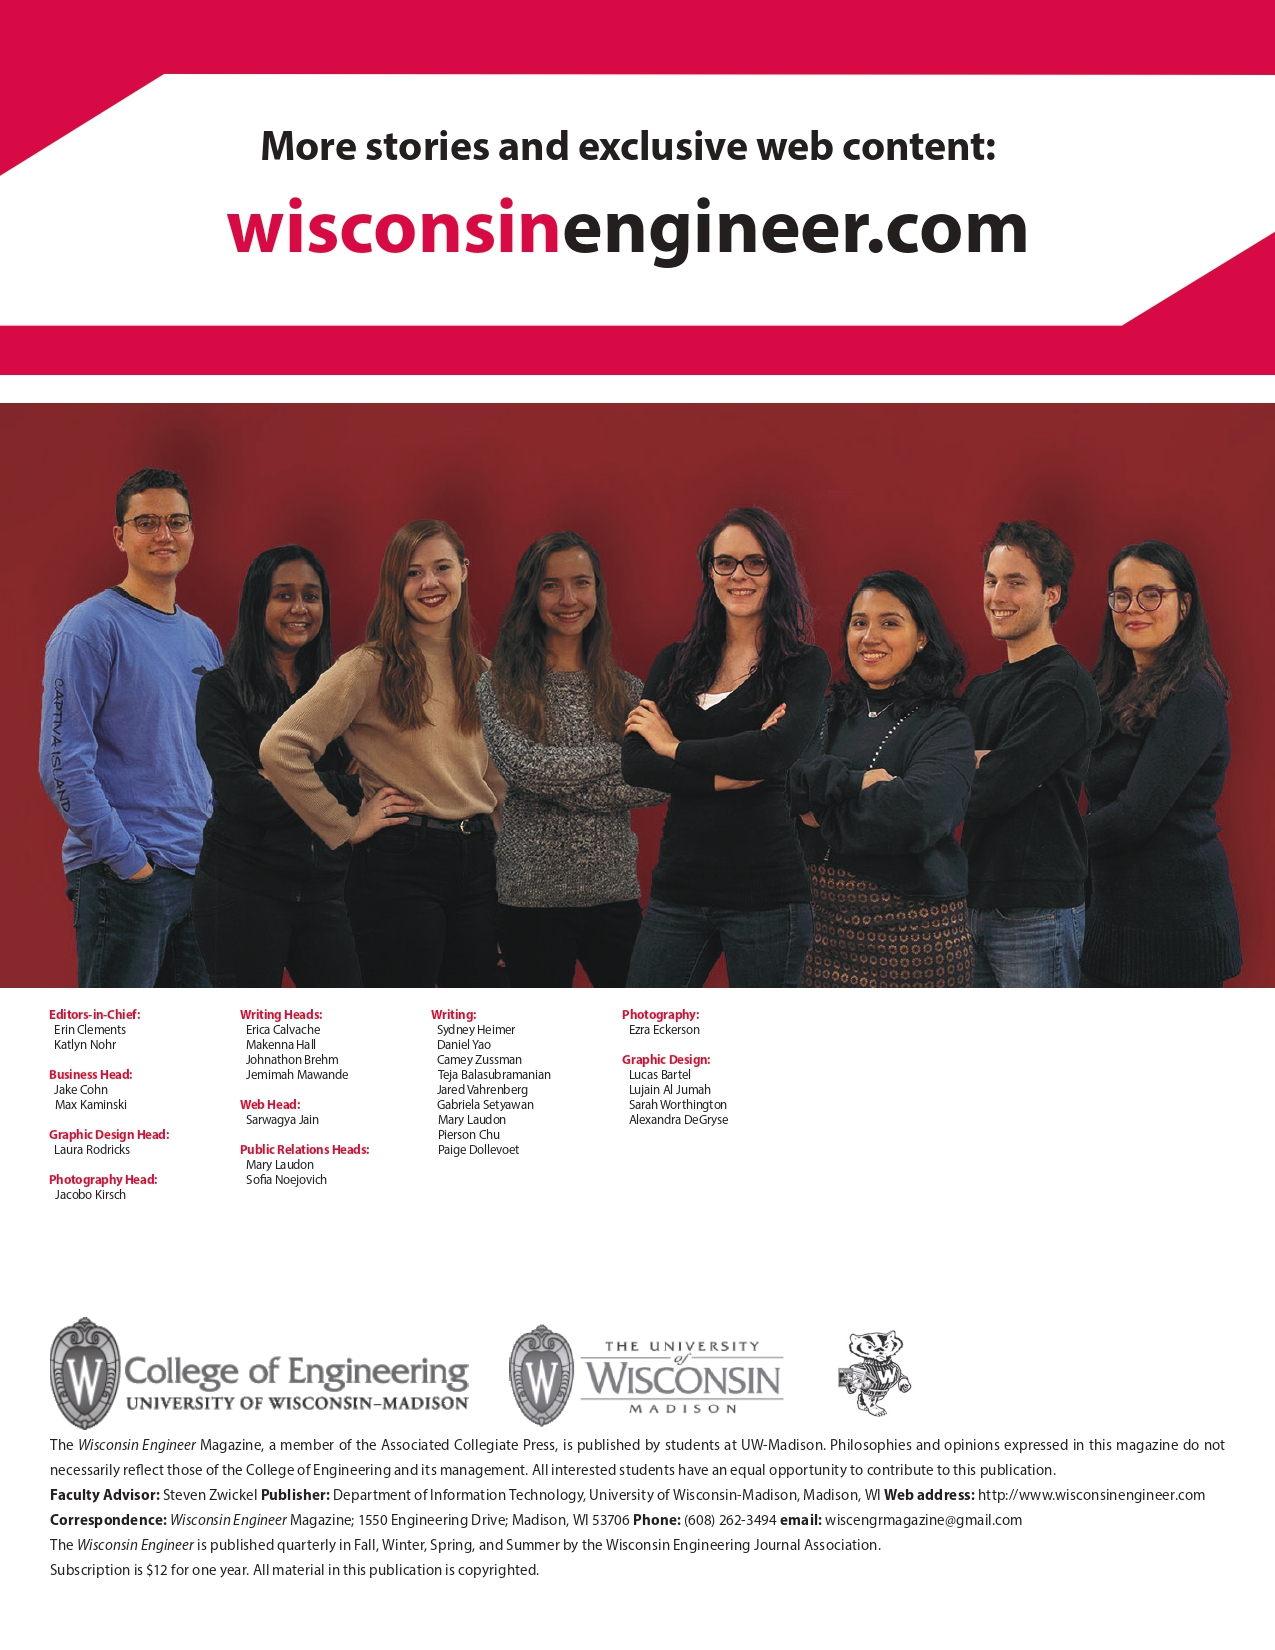 More stories and exclusive web content:
wisconsinengineer.com
CAPTIVA ISLAND
Editors-in-Chief:
Erin Clements
Katlyn Nohr
Business Head:
Jake Cohn
Max Kaminski
Graphic Design Head:
Laura Rodricks
Photography Head:
Jacobo Kirsch
Writing Heads:
Erica Calvache
Makenna Hall
Johnathon Brehm
Jemimah Mawande
Web Head:
Sarwagya Jain
Public Relations Heads:
Mary Laudon
Sofia Noejovich
Writing:
Sydney Heimer
Daniel Yao
Camey Zussman
Teja Balasubramanian
Jared Vahrenberg
Gabriela Setyawan
Mary Laudon
Pierson Chu
Paige Dollevoet
Photography:
Ezra Eckerson
Graphic Design:
Lucas Bartel
Lujain Al Jumah
Sarah Worthington
Alexandra DeGryse
W
College of Engineering
UNIVERSITY OF WISCONSIN–MADISON
W
THE UNIVERSITY
of
WISCONSIN
MADISON
W
The Wisconsin Engineer Magazine, a member of the Associated Collegiate Press, is published by students at UW-Madison. Philosophies and opinions expressed in this magazine do not
necessarily reflect those of the College of Engineering and its management. All interested students have an equal opportunity to contribute to this publication.
Faculty Advisor: Steven Zwickel Publisher: Department of Information Technology, University of Wisconsin-Madison, Madison, WI Web address: http://www.wisconsinengineer.com
Correspondence: Wisconsin Engineer Magazine; 1550 Engineering Drive; Madison, WI 53706 Phone: (608) 262-3494 email: wiscengrmagazine@gmail.com
The Wisconsin Engineer is published quarterly in Fall, Winter, Spring, and Summer by the Wisconsin Engineering Journal Association.
Subscription is $12 for one year. All material in this publication is copyrighted.